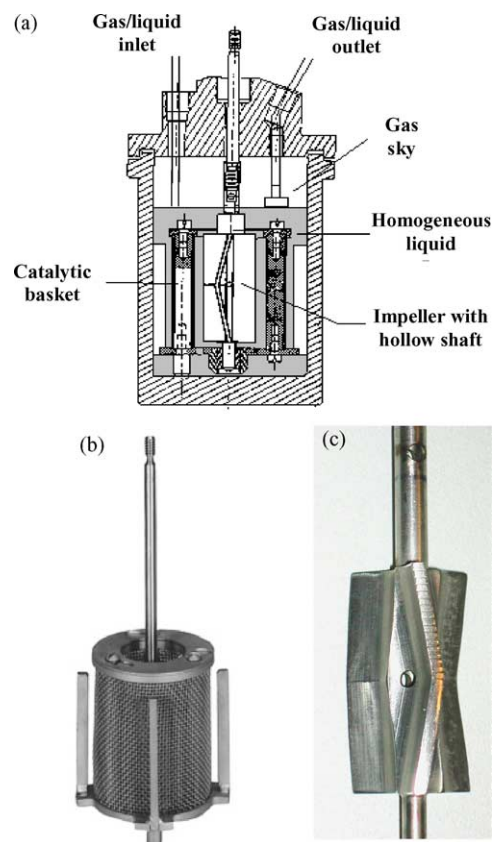 (a)
Gas/liquid
inlet
Gas/liquid
outlet
Gas
sky
Homogeneous
liquid
Catalytic
basket
Impeller with
hollow shaft
(b)
(c)